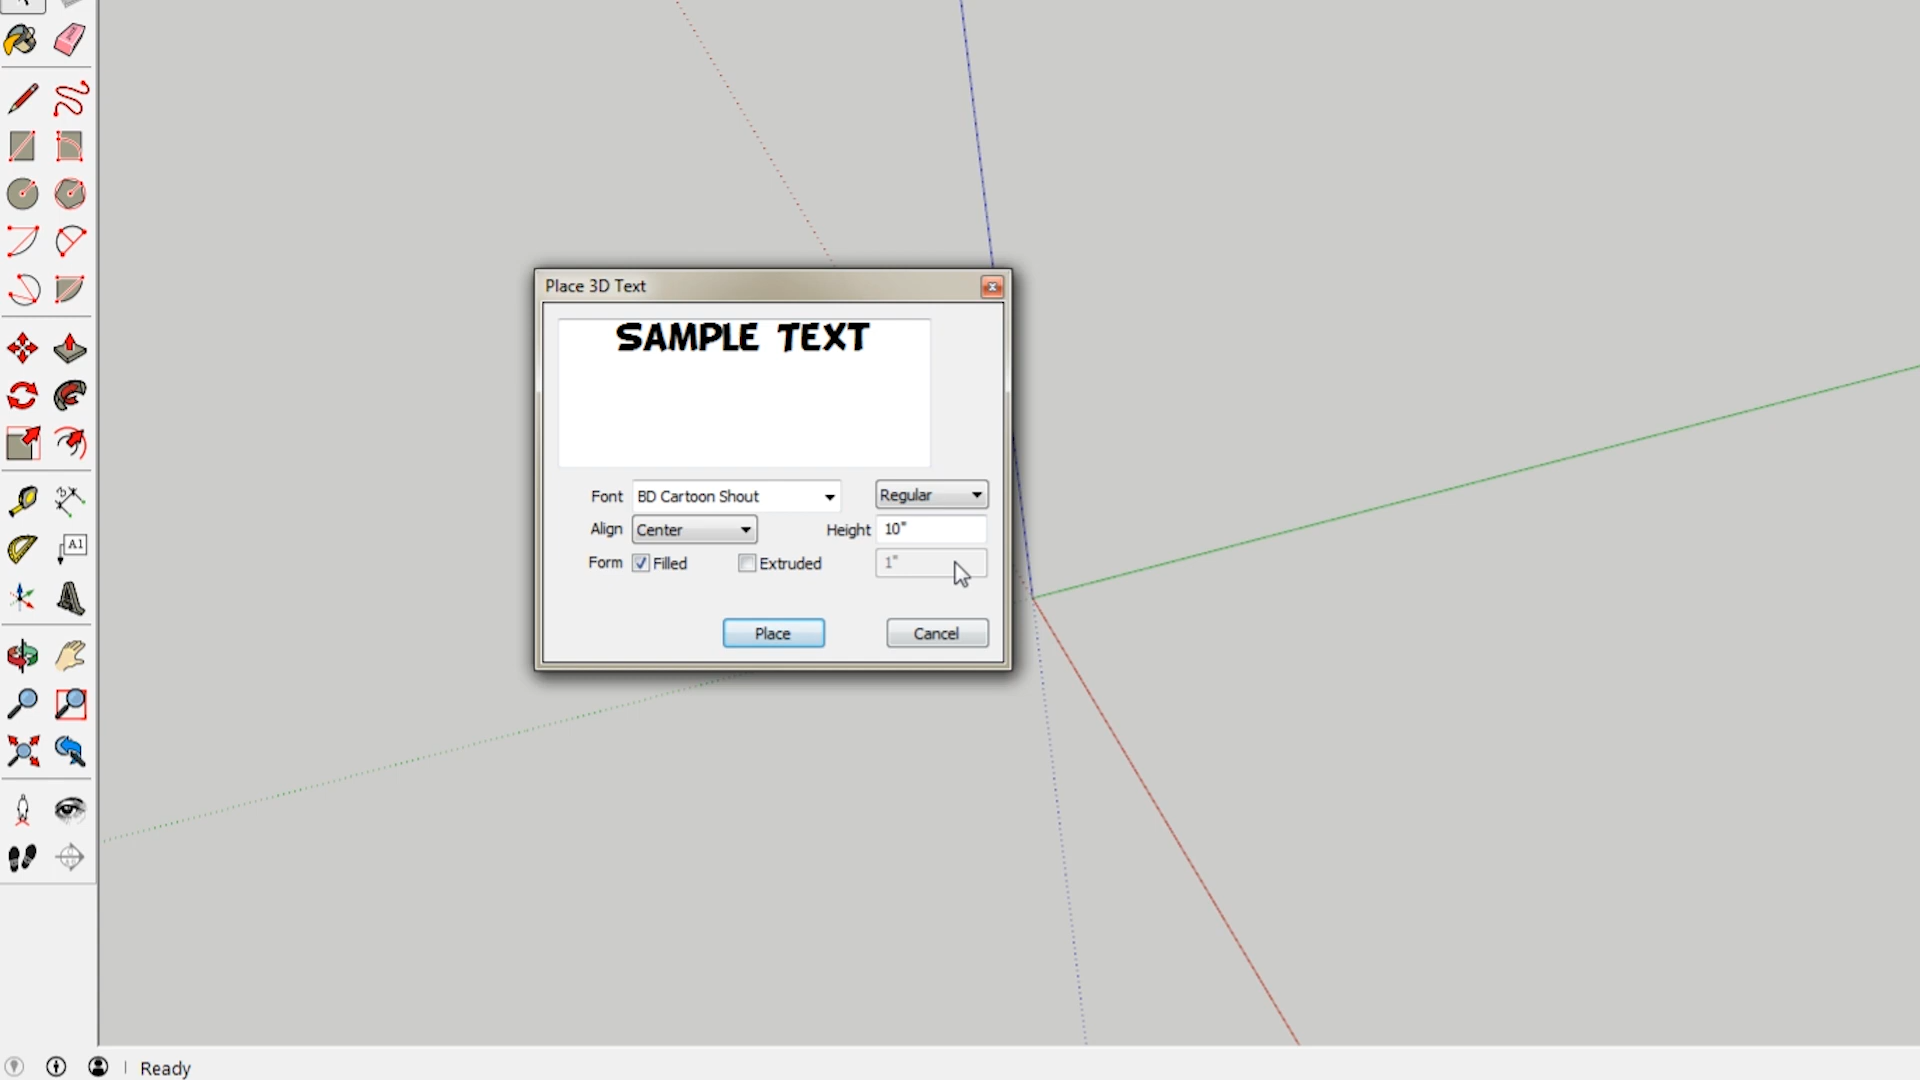 Place 3D Text
SAMPLE TEXT
Font BD Cartoon Shout Regular
Align Center Height 10"
Form Filled Extruded 1"
Place Cancel
A1
Ready